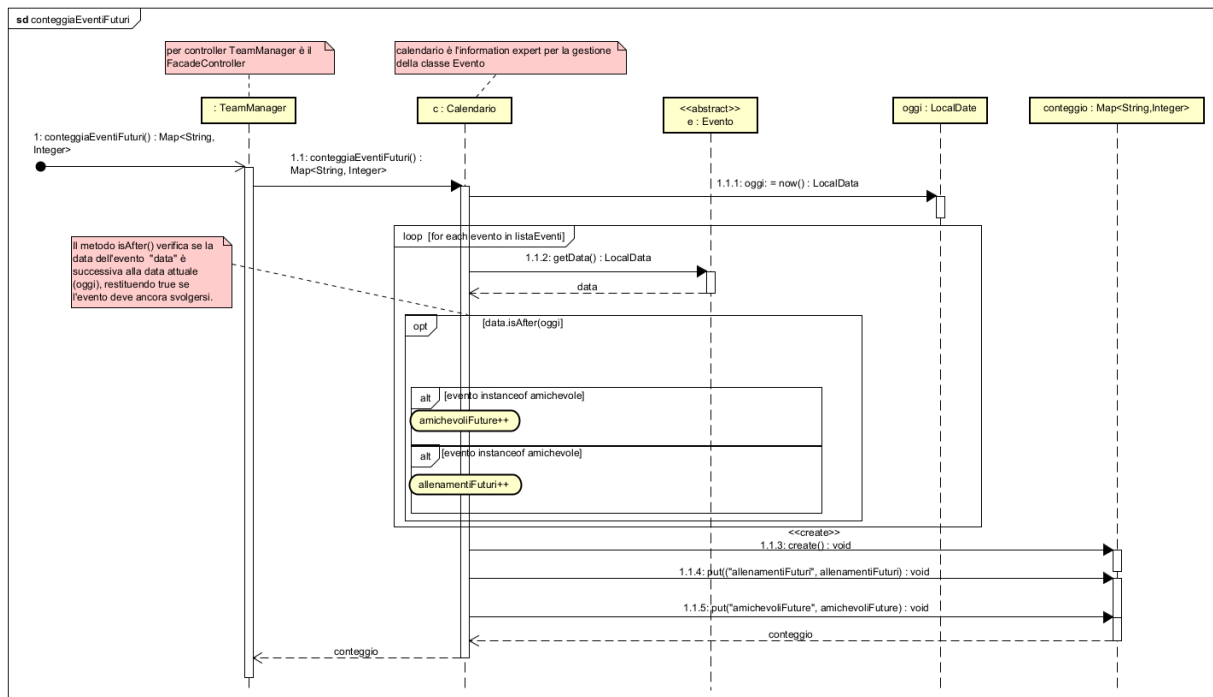 sd conteggiaEventiFuturi
per controller TeamManager è il
FacadeController
calendario è l'information expert per la gestione
della classe Evento
: TeamManager
c : Calendario
<<abstract>>
e : Evento
oggi : LocalDate
conteggio : Map<String,Integer>
1: conteggiaEventiFuturi() : Map<String,
Integer>
1.1: conteggiaEventiFuturi() :
Map<String, Integer>
1.1.1: oggi: = now() : LocalData
loop [for each evento in listaEventi]
Il metodo isAfter() verifica se la
data dell'evento "data" è
successiva alla data attuale
(oggi), restituendo true se
l'evento deve ancora svolgersi.
1.1.2: getData() : LocalData
data
opt [data.isAfter(oggi]
alt [evento instanceof amichevole]
amichevoliFuture++
alt [evento instanceof amichevole]
allenamentiFuturi++
<<create>>
1.1.3: create() : void
1.1.4: put(("allenamentiFuturi", allenamentiFuturi) : void
1.1.5: put("amichevoliFuture", amichevoliFuture) : void
conteggio
conteggio